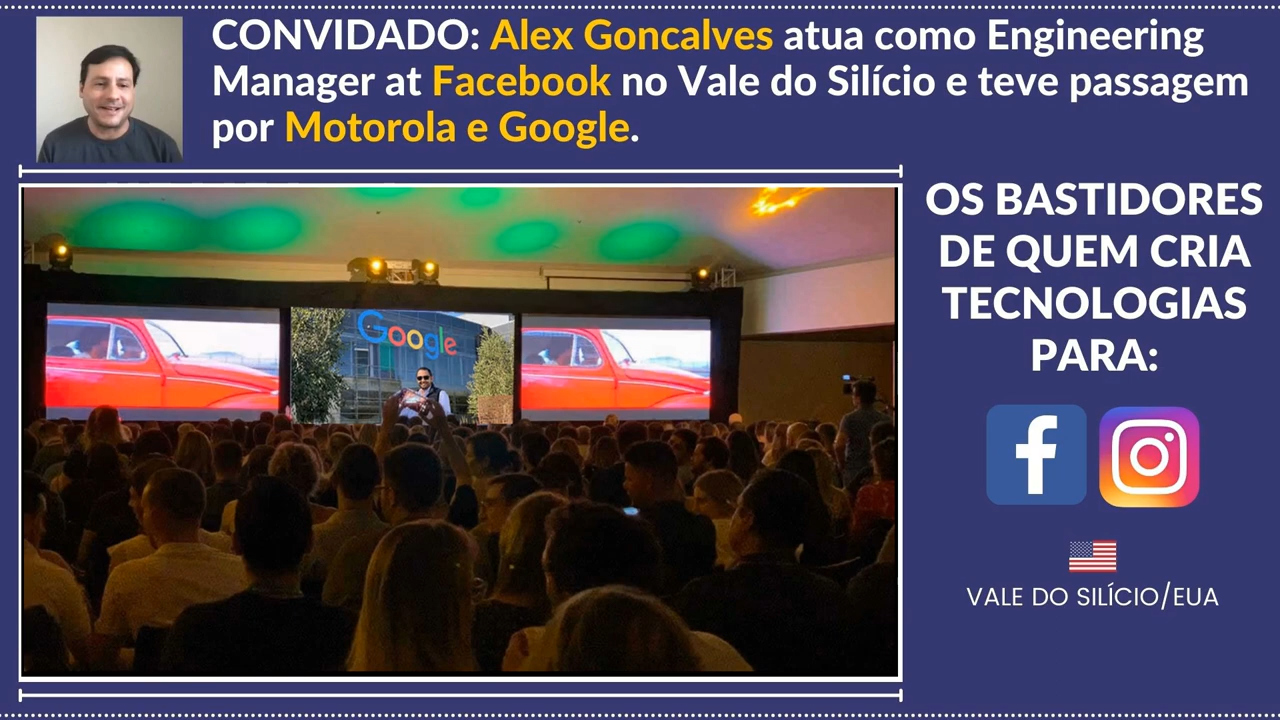 CONVIDADO: Alex Goncalves atua como Engineering
Manager at Facebook no Vale do Silício e teve passagem
por Motorola e Google.
Google
OS BASTIDORES
DE QUEM CRIA
TECNOLOGIAS
PARA:
f
VALE DO SILÍCIO/EUA